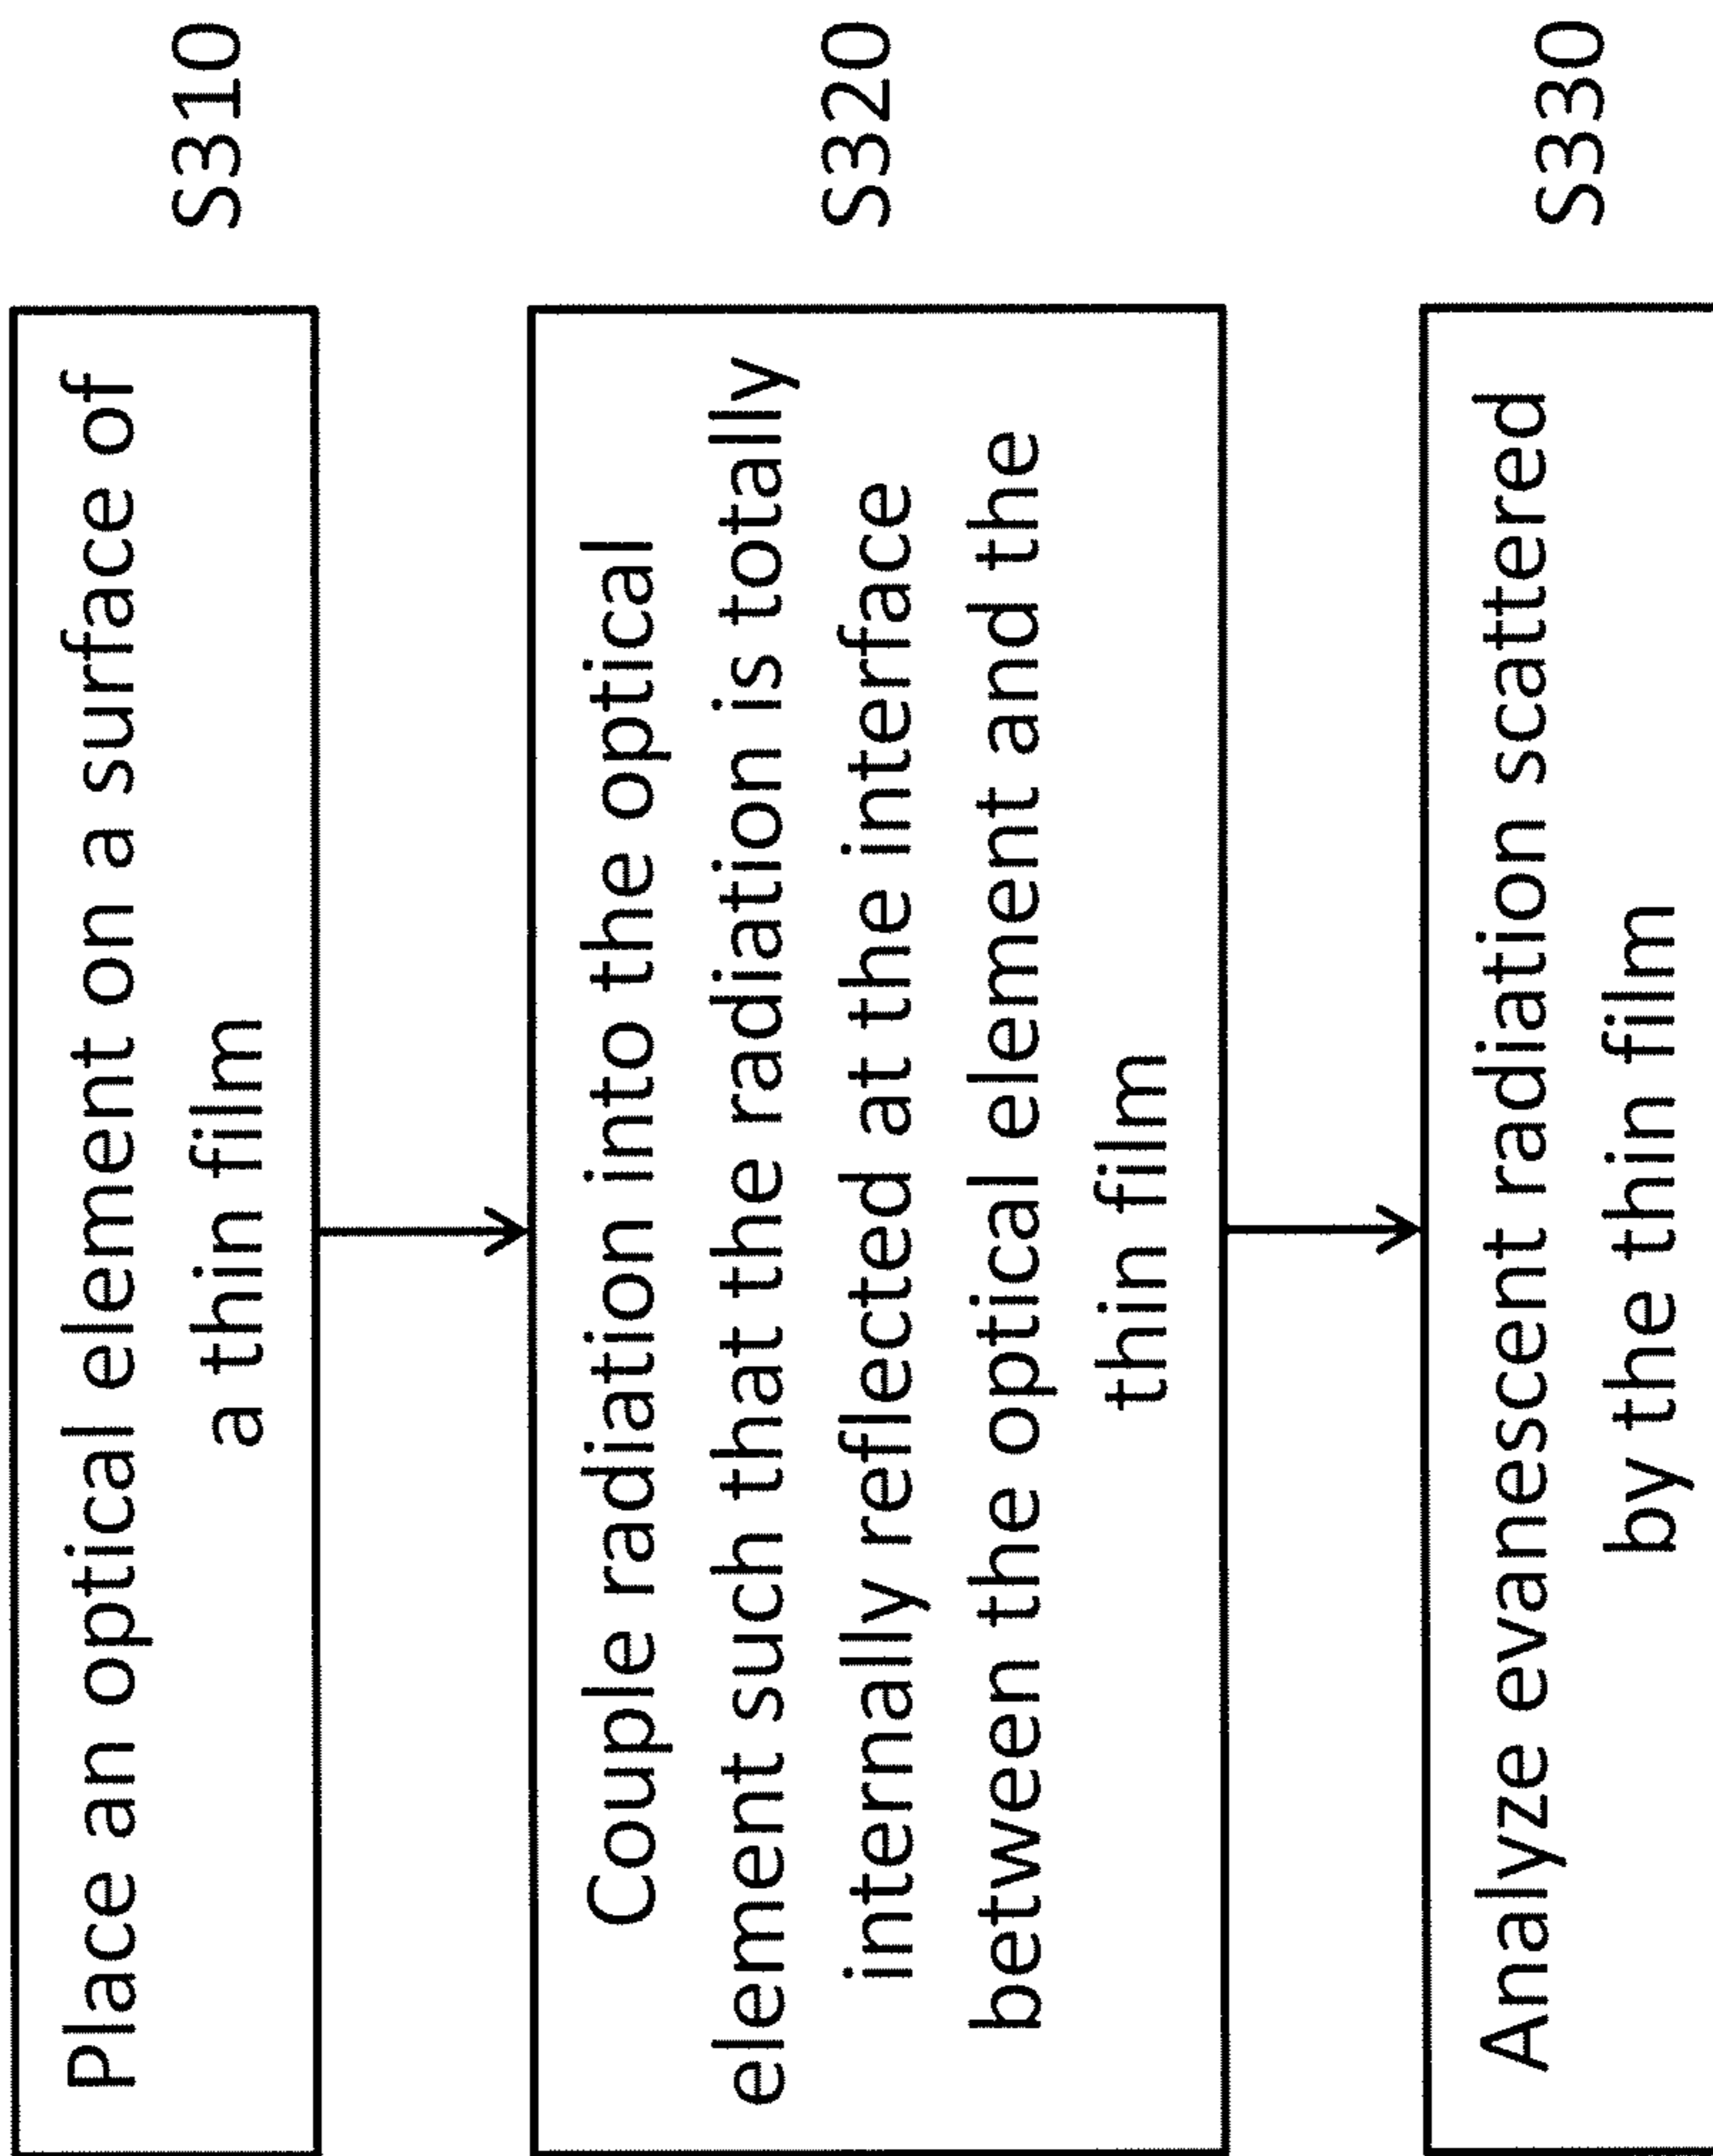 Place an optical element on a surface of
a thin film
S310
Couple radiation into the optical
element such that the radiation is totally
internally reflected at the interface
between the optical element and the
thin film
S320
Analyze evanescent radiation scattered
by the thin film
S330